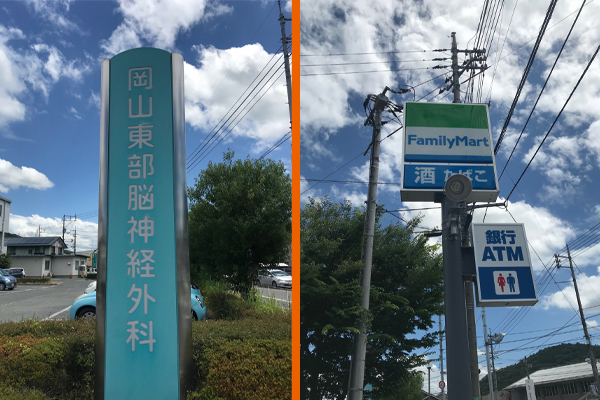 岡山東部脳神経外科
FamilyMart
酒 たばこ
銀行
ATM